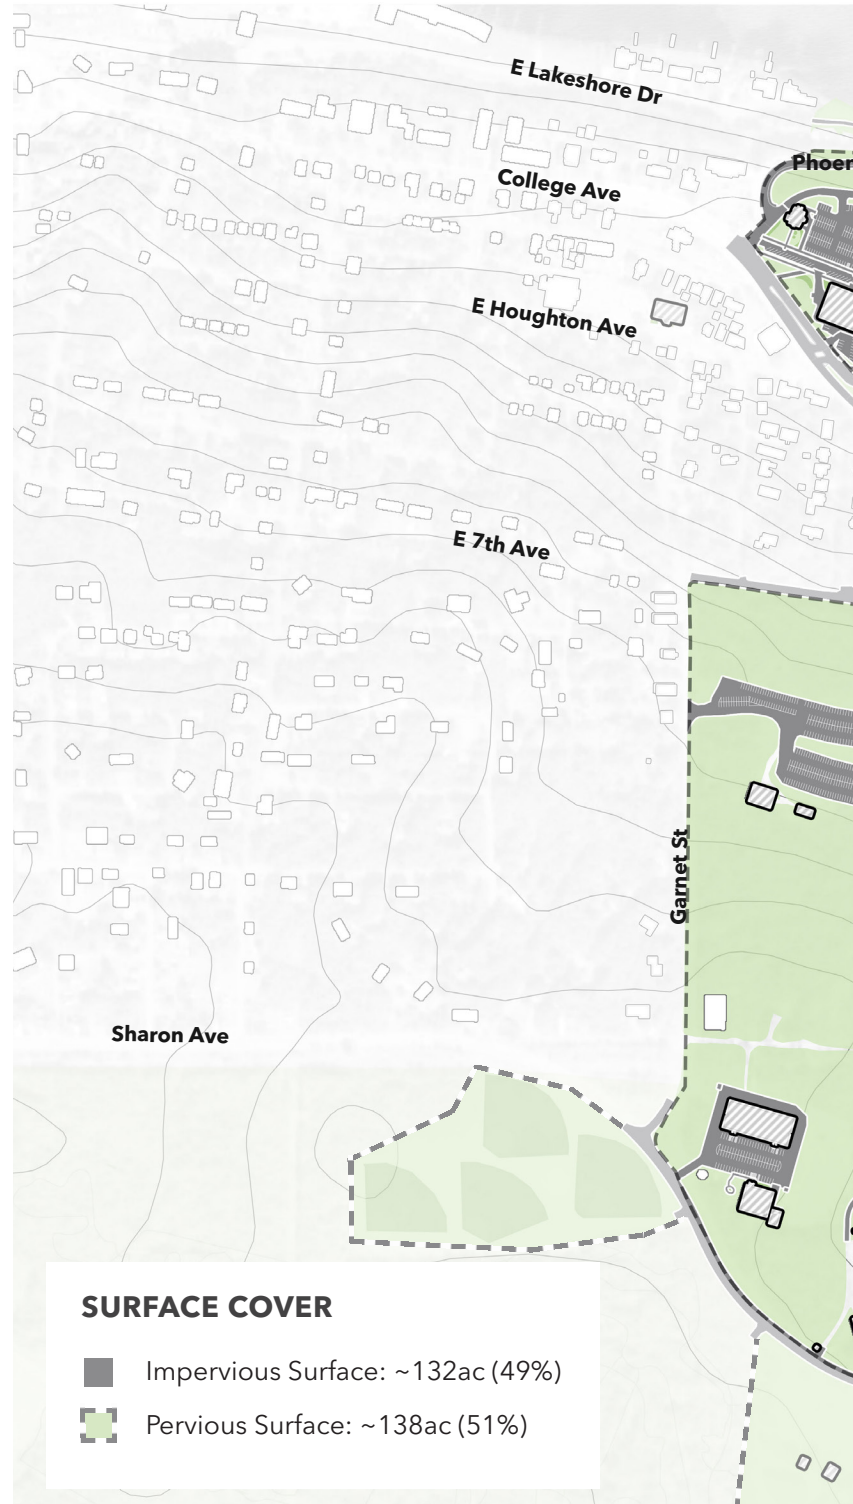 E Lakeshore Dr
Phoer
College Ave
E Houghton Ave
E 7th Ave
Garnet St
Sharon Ave
SURFACE COVER
Impervious Surface: ~132ac (49%)
Pervious Surface: ~138ac (51%)